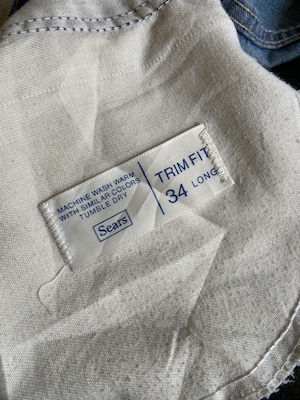 MACHINE WASH WARM
WITH SIMILAR COLORS
TUMBLE DRY
Sears
TRIM FIT
34 LONG